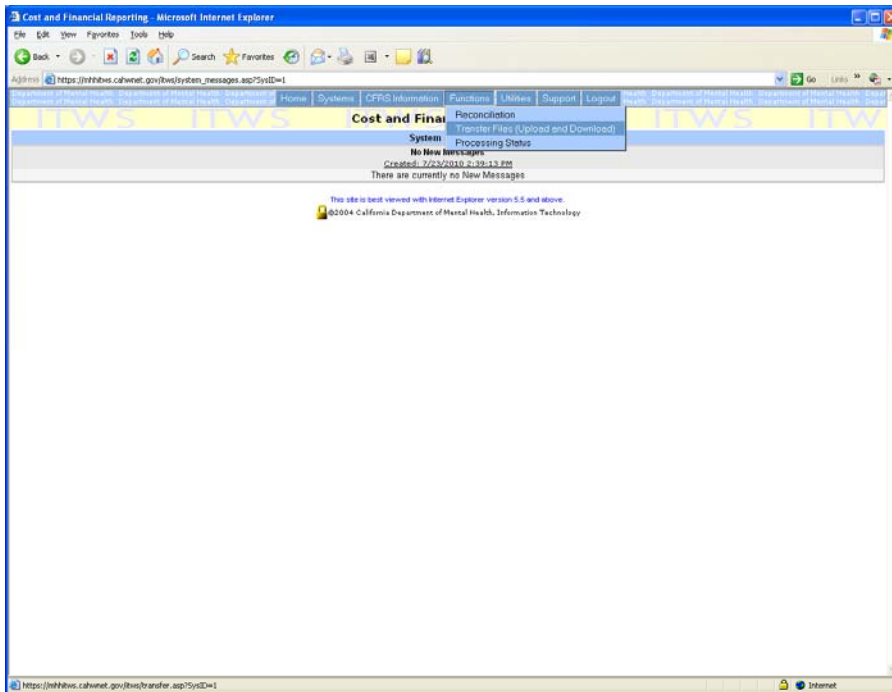 Cost and Financial Reporting - Microsoft Internet Explorer
File Edit View Favorites Tools Help
Back Search Favorites
Address https://mhhitws.cahwnet.gov/itws/system_messages.asp?SysID=1 Go Links »
Home Systems CFRS Information Functions Utilities Support Logout
ITWS ITWS ITWS ITW
Cost and Finan
Reconciliation
Transfer Files (Upload and Download)
Processing Status
System
No New Messages
Created: 7/23/2010 2:39:13 PM
There are currently no New Messages
This site is best viewed with Internet Explorer version 5.5 and above.
©2004 California Department of Mental Health, Information Technology
https://mhhitws.cahwnet.gov/itws/transfer.asp?SysID=1 Internet